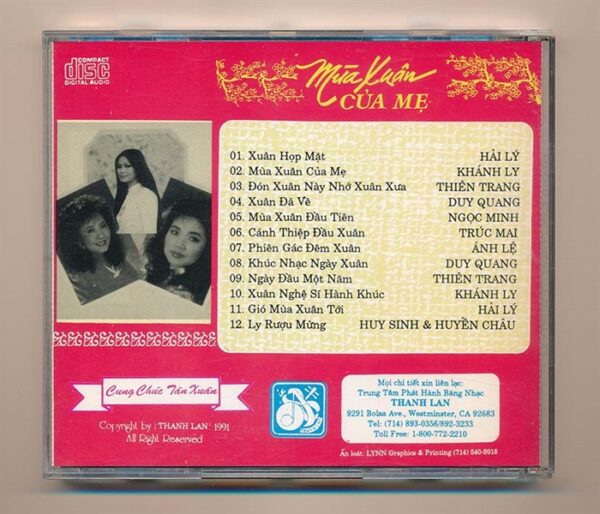 COMPACT
disc
DIGITAL AUDIO
Mùa Xuân
CỦA MẸ
01. Xuân Họp Mặt HẢI LÝ
02. Mùa Xuân Của Mẹ KHÁNH LY
03. Đón Xuân Này Nhớ Xuân Xưa THIÊN TRANG
04. Xuân Đã Về DUY QUANG
05. Mùa Xuân Đầu Tiên NGỌC MINH
06. Cánh Thiệp Đầu Xuân TRÚC MAI
07. Phiên Gác Đêm Xuân ÁNH LỆ
08. Khúc Nhạc Ngày Xuân DUY QUANG
09. Ngày Đầu Một Năm THIÊN TRANG
10. Xuân Nghệ Sĩ Hành Khúc KHÁNH LY
11. Gió Mùa Xuân Tới HẢI LÝ
12. Ly Rượu Mừng HUY SINH & HUYỀN CHÂU
Cung Chúc Tân Xuân
Copyright by : THANH LAN' 1991
All Right Reserved
Mọi chi tiết xin liên lạc:
Trung Tâm Phát Hành Băng Nhạc
THANH LAN
9291 Bolsa Ave., Westminster, CA 92683
Tel: (714) 893-0356/892-3233
Toll Free: 1-800-772-2210
Ấn loát: LYNN Graphics & Printing (714) 540-9918